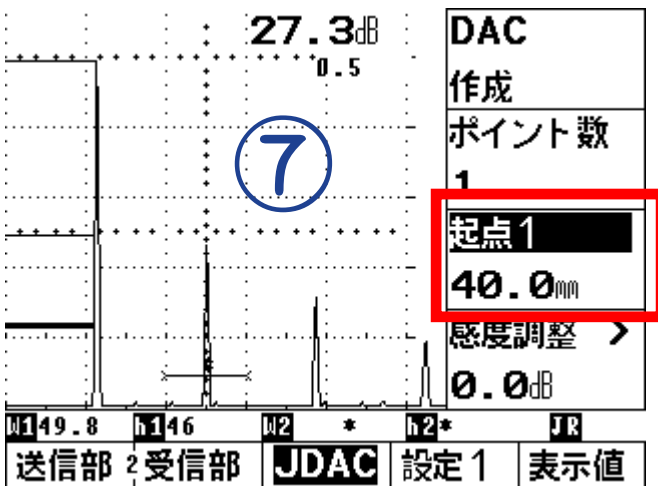 27.3dB
0.5
⑦
DAC
作成
ポイント数
1
起点1
40.0mm
感度調整 >
0.0dB
W149.8 h146 W2 * h2* JR
送信部 2 受信部 JDAC 設定1 表示値